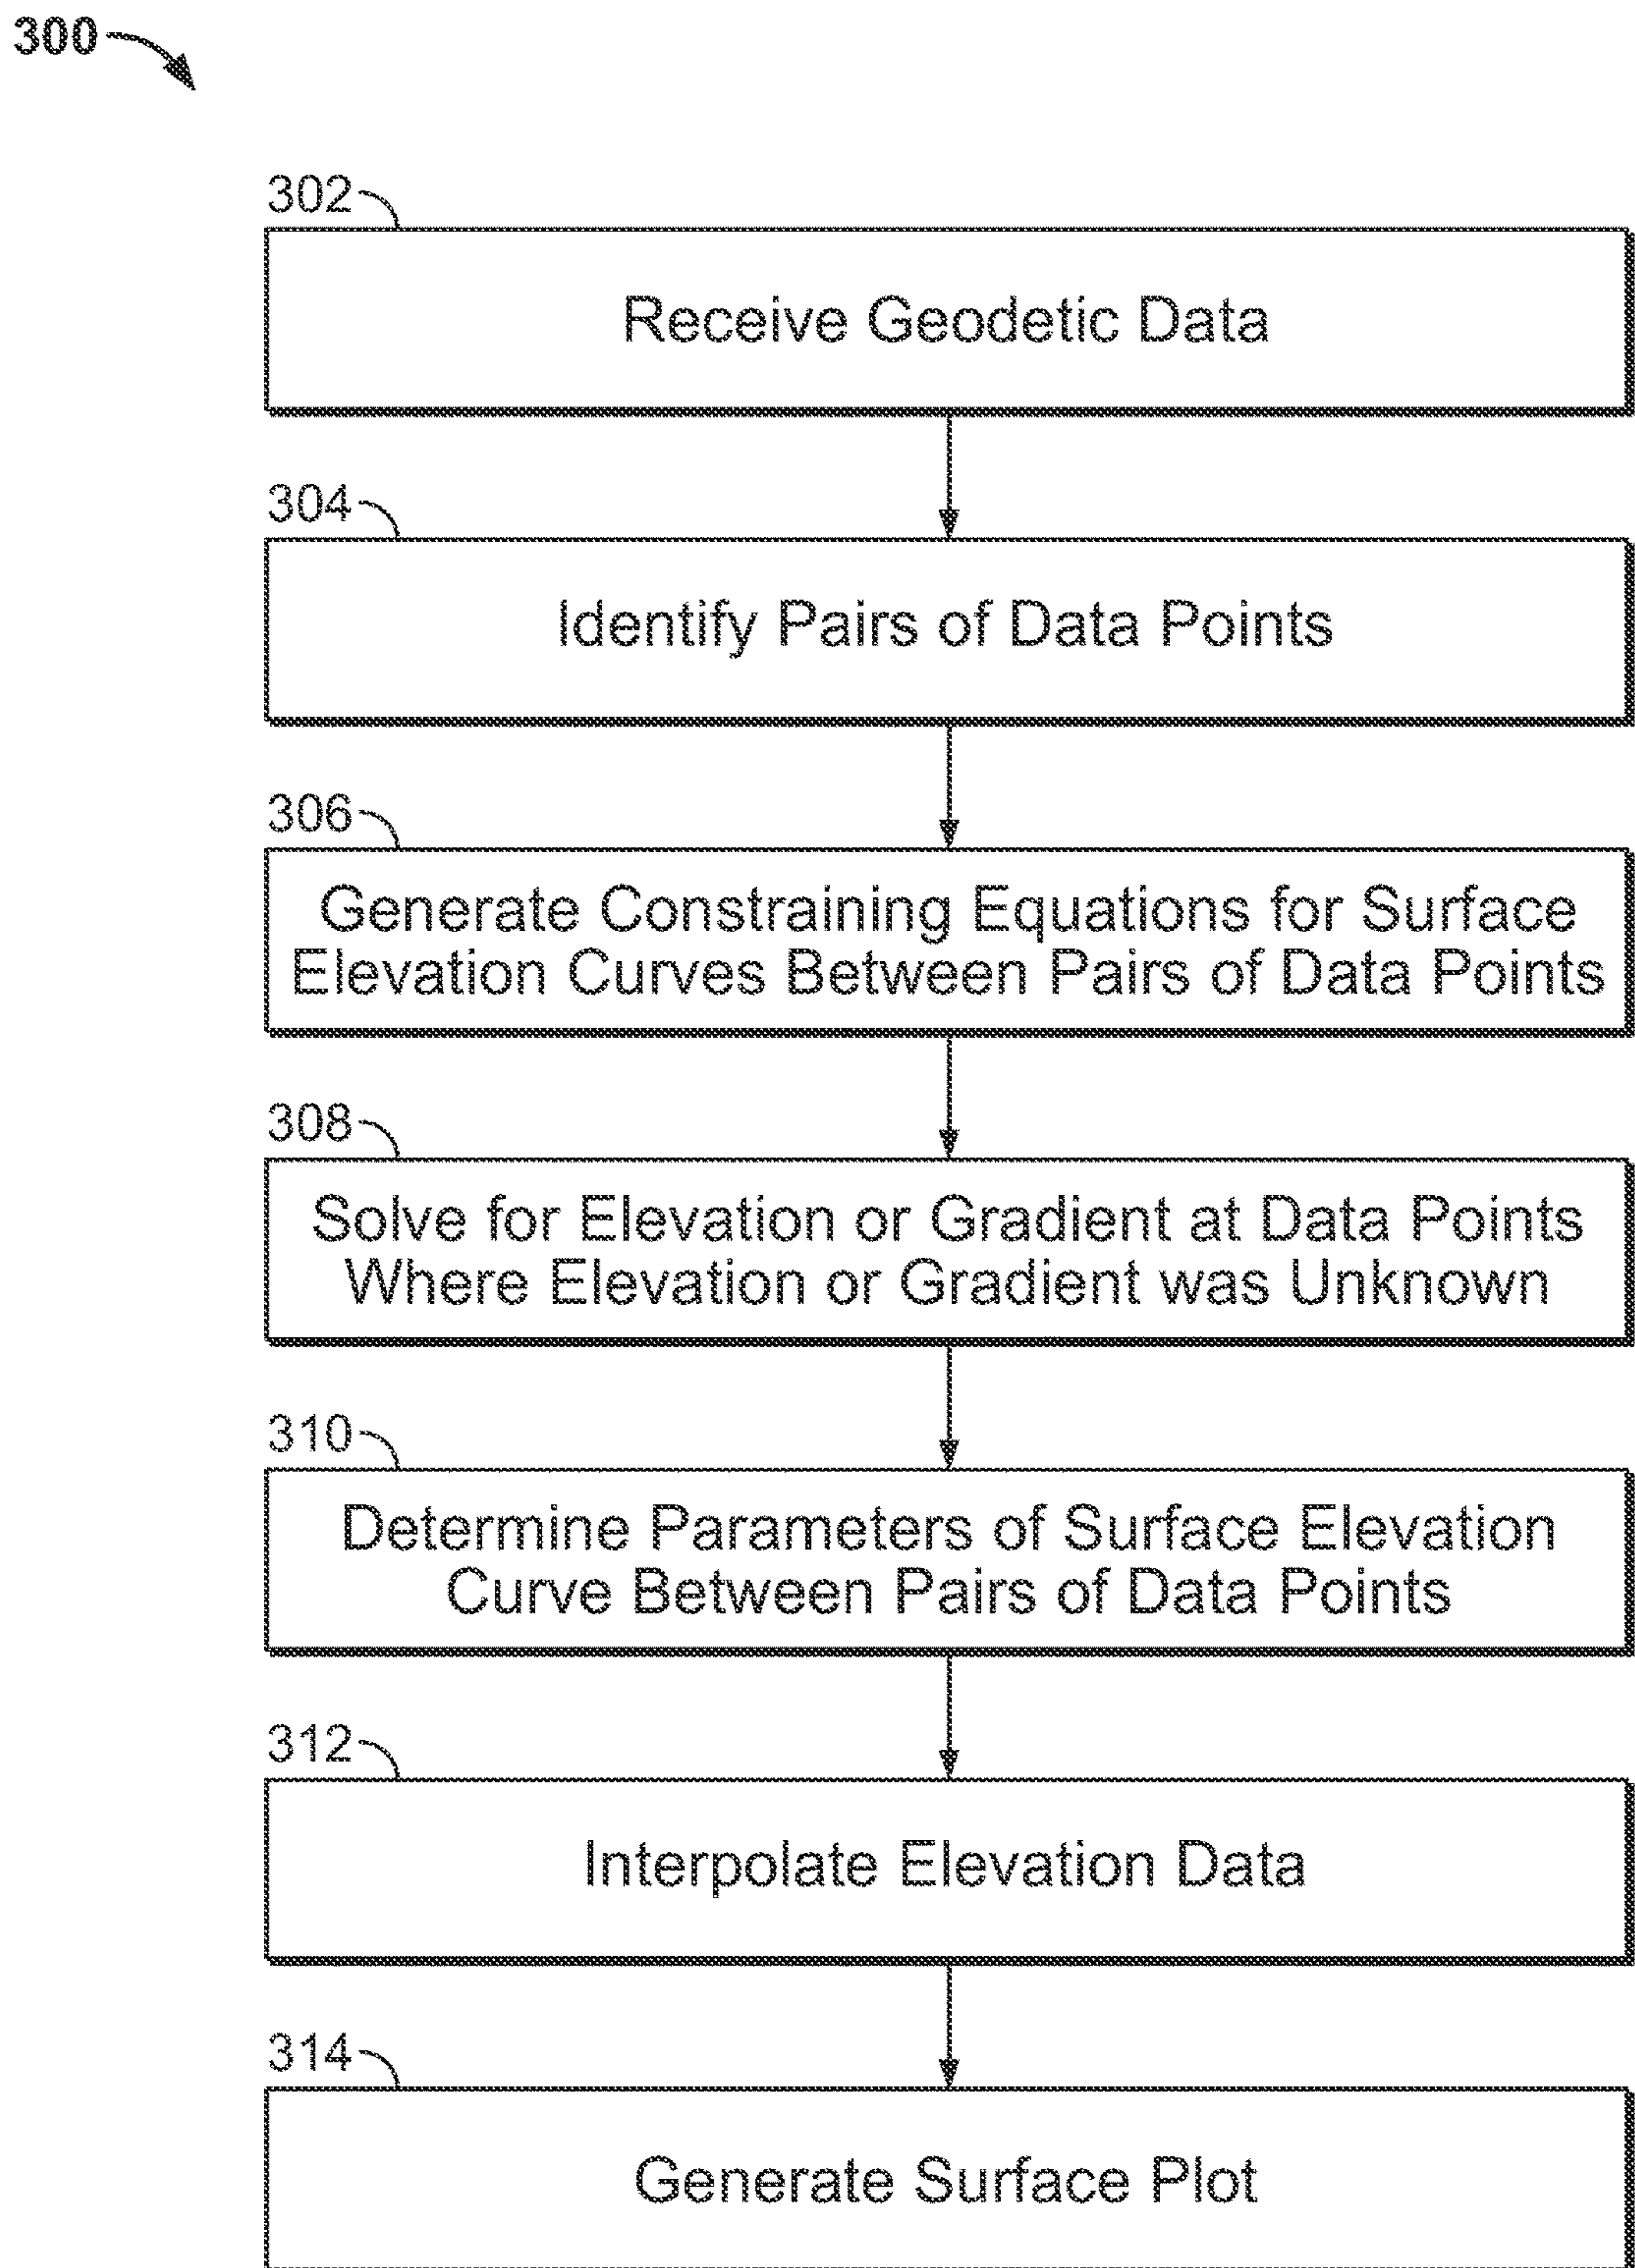 300
302
Receive Geodetic Data
304
Identify Pairs of Data Points
306
Generate Constraining Equations for Surface
Elevation Curves Between Pairs of Data Points
308
Solve for Elevation or Gradient at Data Points
Where Elevation or Gradient was Unknown
310
Determine Parameters of Surface Elevation
Curve Between Pairs of Data Points
312
Interpolate Elevation Data
314
Generate Surface Plot